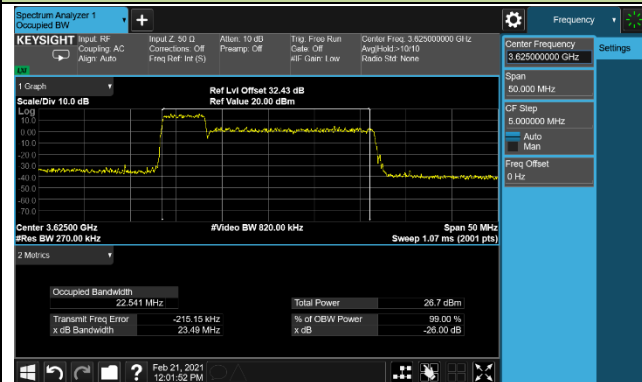 Spectrum Analyzer 1
Occupied BW
Frequency
KEYSIGHT
Input: RF
Coupling: AC
Align: Auto
Input Z: 50 Ω
Corrections: Off
Freq Ref: Int (S)
Atten: 10 dB
Preamp: Off
Trig: Free Run
Gate: Off
#IF Gain: Low
Center Freq: 3.625000000 GHz
Avg|Hold:>10/10
Radio Std: None
LNI
Center Frequency
3.625000000 GHz
Settings
Span
50.000 MHz
CF Step
5.000000 MHz
Auto
Man
Freq Offset
0 Hz
1 Graph
Scale/Div 10.0 dB
Ref Lvl Offset 32.43 dB
Ref Value 20.00 dBm
Log
10.0
0.00
-10.0
-20.0
-30.0
-40.0
-50.0
-60.0
-70.0
Center 3.62500 GHz
#Video BW 820.00 kHz
Span 50 MHz
#Res BW 270.00 kHz
Sweep 1.07 ms (2001 pts)
2 Metrics
Occupied Bandwidth
22.541 MHz
Total Power
26.7 dBm
Transmit Freq Error
-215.15 kHz
% of OBW Power
99.00 %
x dB Bandwidth
23.49 MHz
x dB
-26.00 dB
Feb 21, 2021
12:01:52 PM